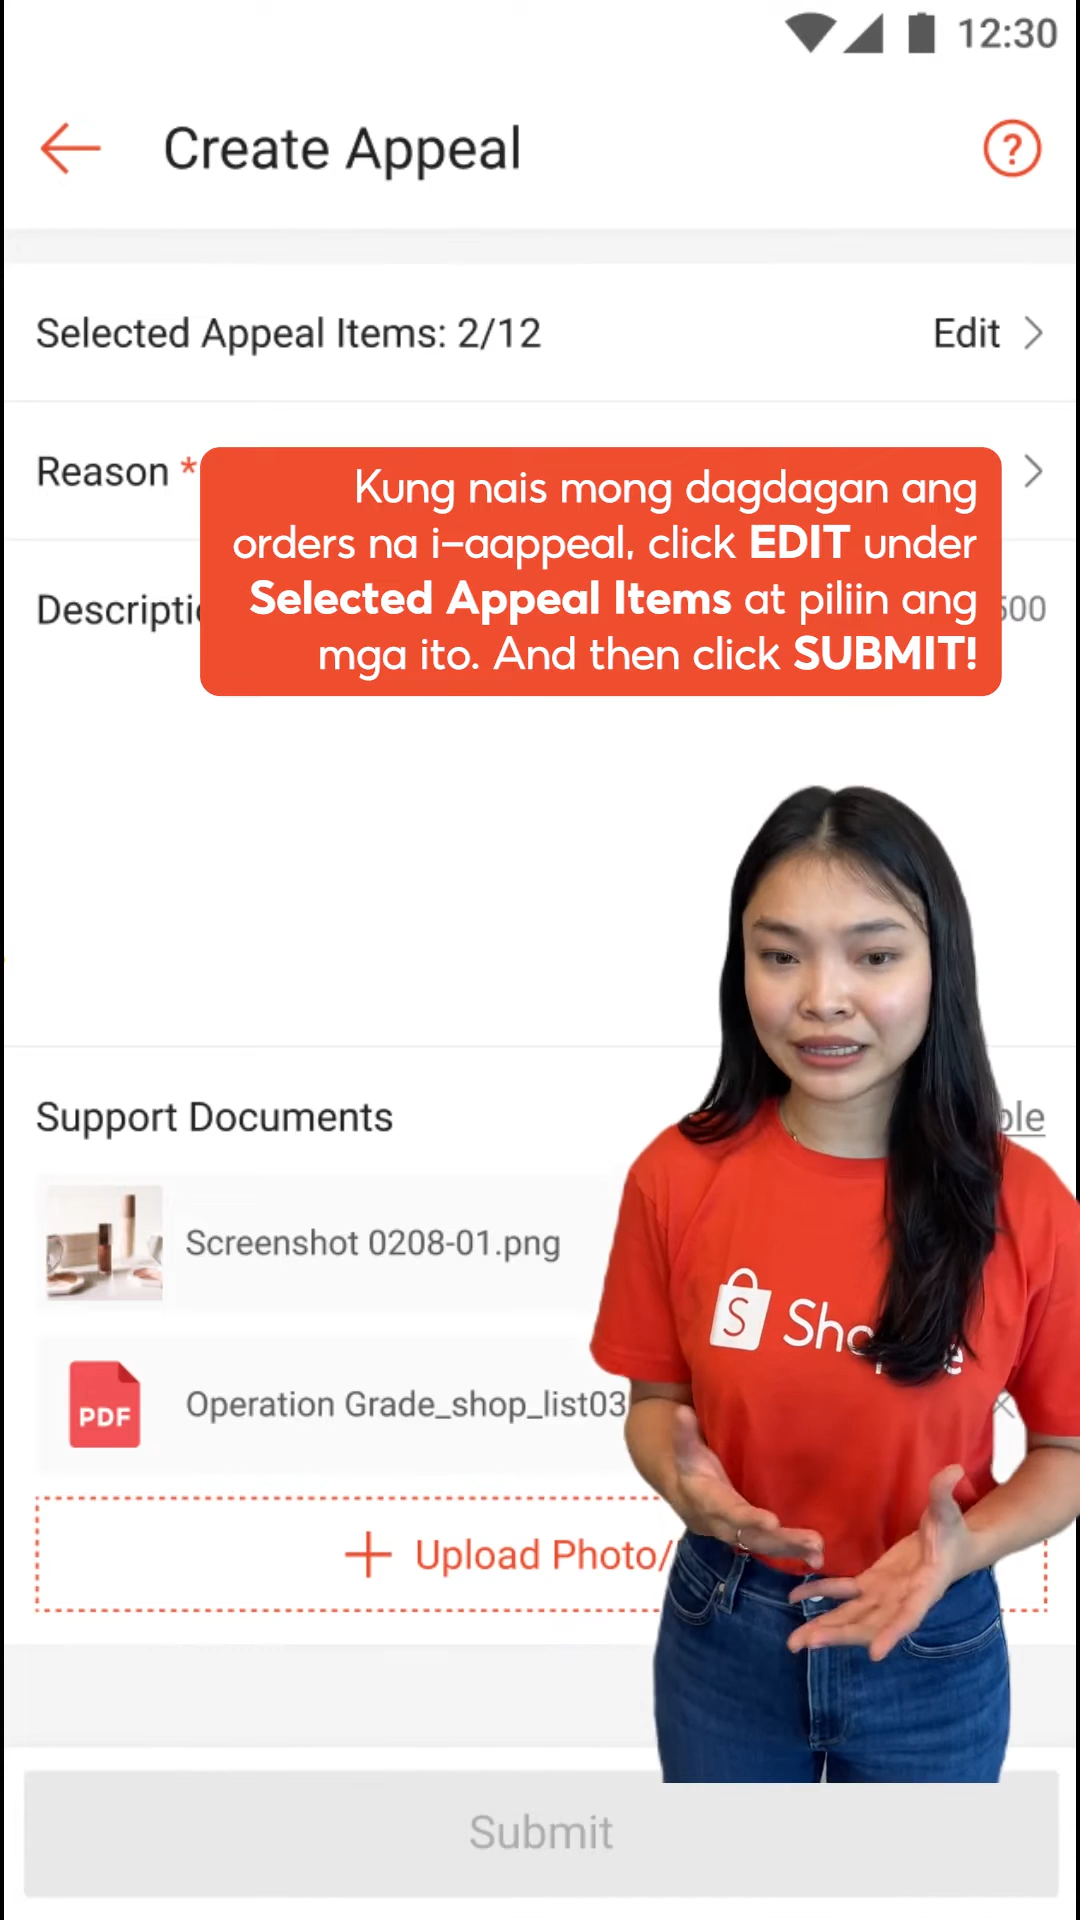 12:30
Create Appeal
?
Selected Appeal Items: 2/12
Edit
Reason *
Kung nais mong dagdagan ang
orders na i-aappeal, click EDIT under
Selected Appeal Items at piliin ang
mga ito. And then click SUBMIT!
500
Support Documents
Screenshot 0208-01.png
S
PDF
Operation Grade_shop_list03
+ Upload Photo/
Submit